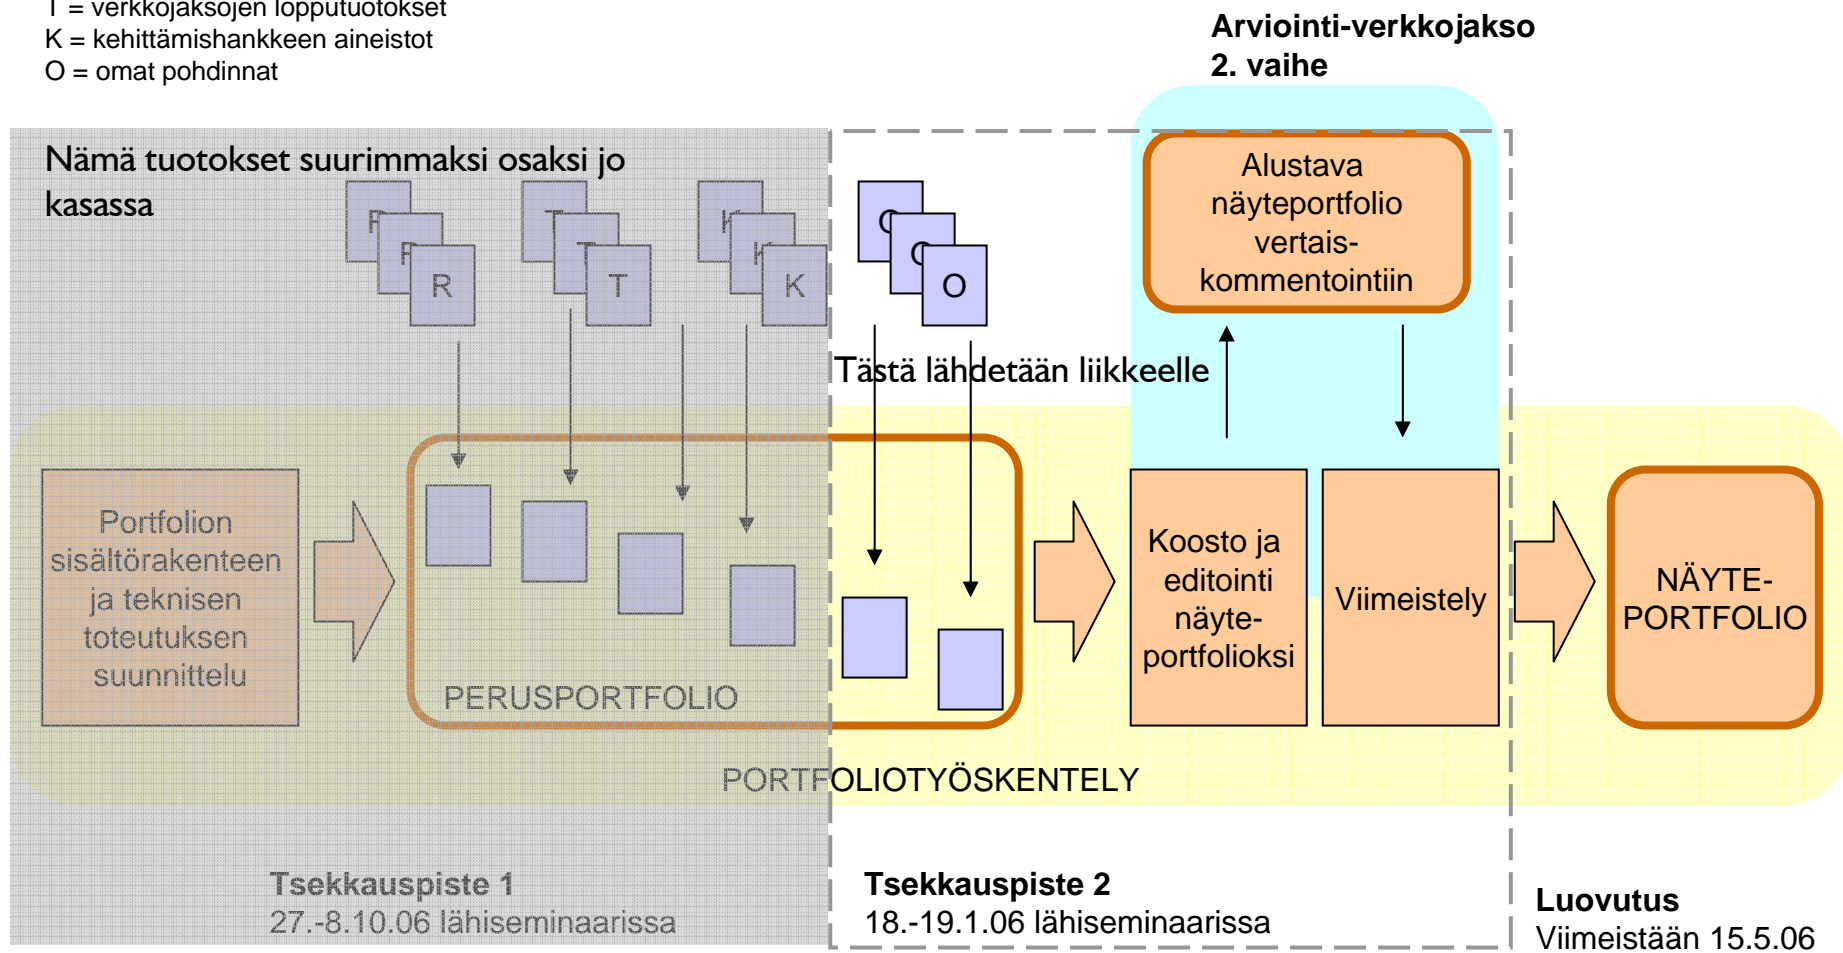 T = verkkojaksojen lopputuotokset
K = kehittämishankkeen aineistot
O = omat pohdinnat
Arviointi-verkkojakso
2. vaihe
Nämä tuotokset suurimmaksi osaksi jo
kasassa
R
R
R
T
T
T
K
K
K
O
O
O
Alustava
näyteportfolio
vertais-
kommentointiin
Tästä lähdetään liikkeelle
Portfolion
sisältörakenteen
ja teknisen
toteutuksen
suunnittelu
PERUSPORTFOLIO
Koosto ja
editointi
näyte-
portfolioksi
Viimeistely
NÄYTE-
PORTFOLIO
PORTFOLIOTYÖSKENTELY
Tsekkauspiste 1
27.-8.10.06 lähiseminaarissa
Tsekkauspiste 2
18.-19.1.06 lähiseminaarissa
Luovutus
Viimeistään 15.5.06